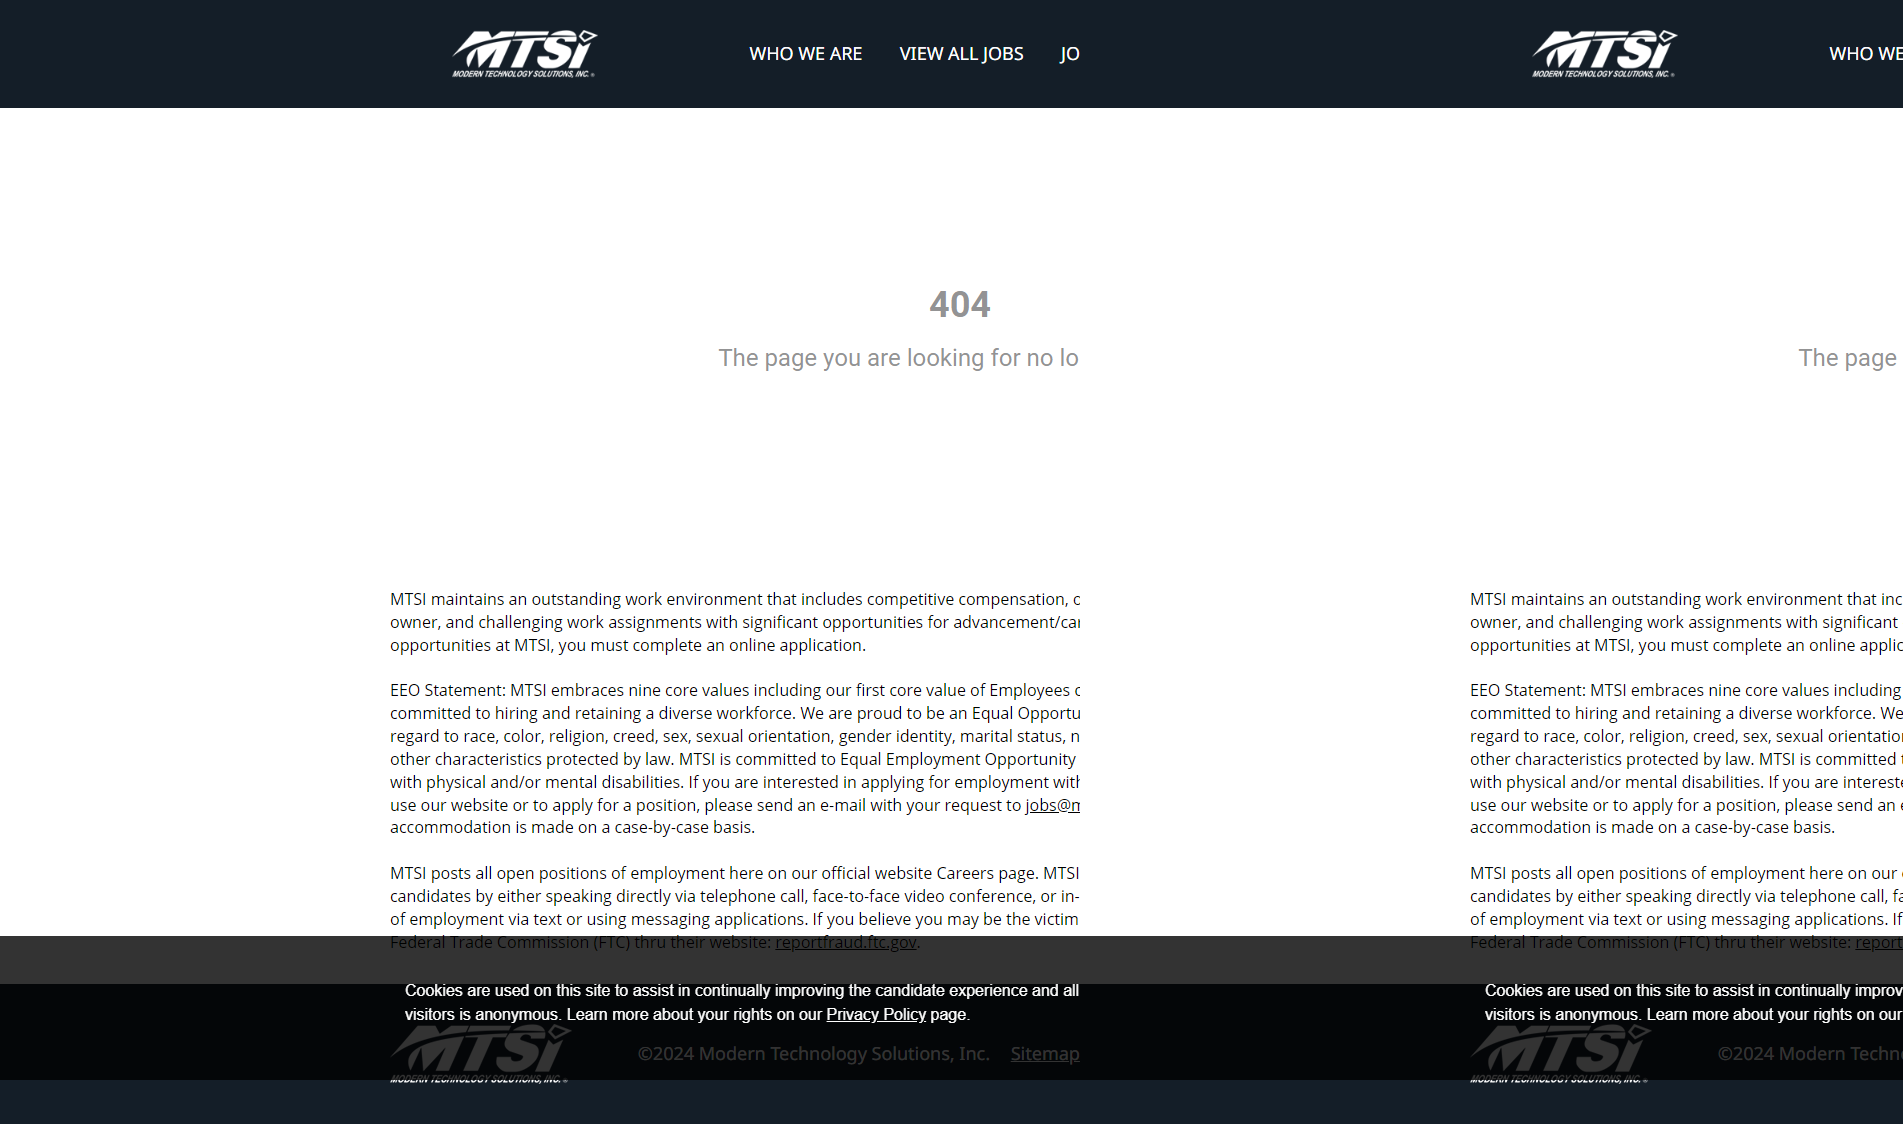 MTSI
MODERN TECHNOLOGY SOLUTIONS, INC.®
WHO WE ARE VIEW ALL JOBS JO
404
The page you are looking for no lo
MTSI maintains an outstanding work environment that includes competitive compensation,
owner, and challenging work assignments with significant opportunities for advancement/car
opportunities at MTSI, you must complete an online application.
EEO Statement: MTSI embraces nine core values including our first core value of Employees
committed to hiring and retaining a diverse workforce. We are proud to be an Equal Opportu
regard to race, color, religion, creed, sex, sexual orientation, gender identity, marital status, n
other characteristics protected by law. MTSI is committed to Equal Employment Opportunity
with physical and/or mental disabilities. If you are interested in applying for employment with
use our website or to apply for a position, please send an e-mail with your request to jobs@m
accommodation is made on a case-by-case basis.
MTSI posts all open positions of employment here on our official website Careers page. MTSI
candidates by either speaking directly via telephone call, face-to-face video conference, or in-
of employment via text or using messaging applications. If you believe you may be the victim
Federal Trade Commission (FTC) thru their website: reportfraud.ftc.gov.
Cookies are used on this site to assist in continually improving the candidate experience and all
visitors is anonymous. Learn more about your rights on our Privacy Policy page.
MTSI
MODERN TECHNOLOGY SOLUTIONS, INC.®
©2024 Modern Technology Solutions, Inc. Sitemap
MTSI
MODERN TECHNOLOGY SOLUTIONS, INC.®
WHO WE
The page
MTSI maintains an outstanding work environment that inc
owner, and challenging work assignments with significant
opportunities at MTSI, you must complete an online applic
EEO Statement: MTSI embraces nine core values including
committed to hiring and retaining a diverse workforce. We
regard to race, color, religion, creed, sex, sexual orientation
other characteristics protected by law. MTSI is committed
with physical and/or mental disabilities. If you are intereste
use our website or to apply for a position, please send an
accommodation is made on a case-by-case basis.
MTSI posts all open positions of employment here on our
candidates by either speaking directly via telephone call, fa
of employment via text or using messaging applications. If
Federal Trade Commission (FTC) thru their website: report
Cookies are used on this site to assist in continually improv
visitors is anonymous. Learn more about your rights on our
MTSI
MODERN TECHNOLOGY SOLUTIONS, INC.®
©2024 Modern Techn